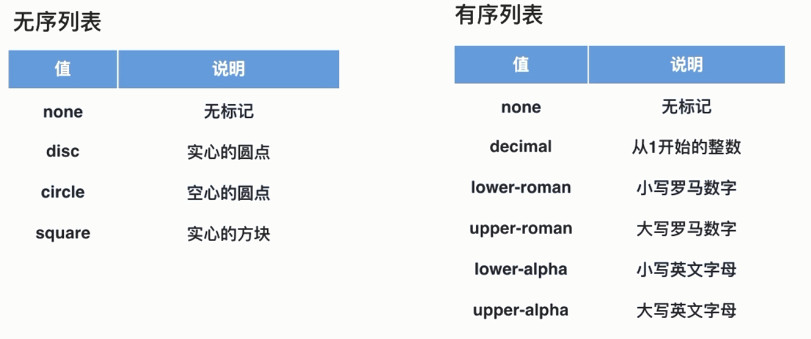 无序列表
值 说明
none 无标记
disc 实心的圆点
circle 空心的圆点
square 实心的方块
有序列表
值 说明
none 无标记
decimal 从1开始的整数
lower-roman 小写罗马数字
upper-roman 大写罗马数字
lower-alpha 小写英文字母
upper-alpha 大写英文字母